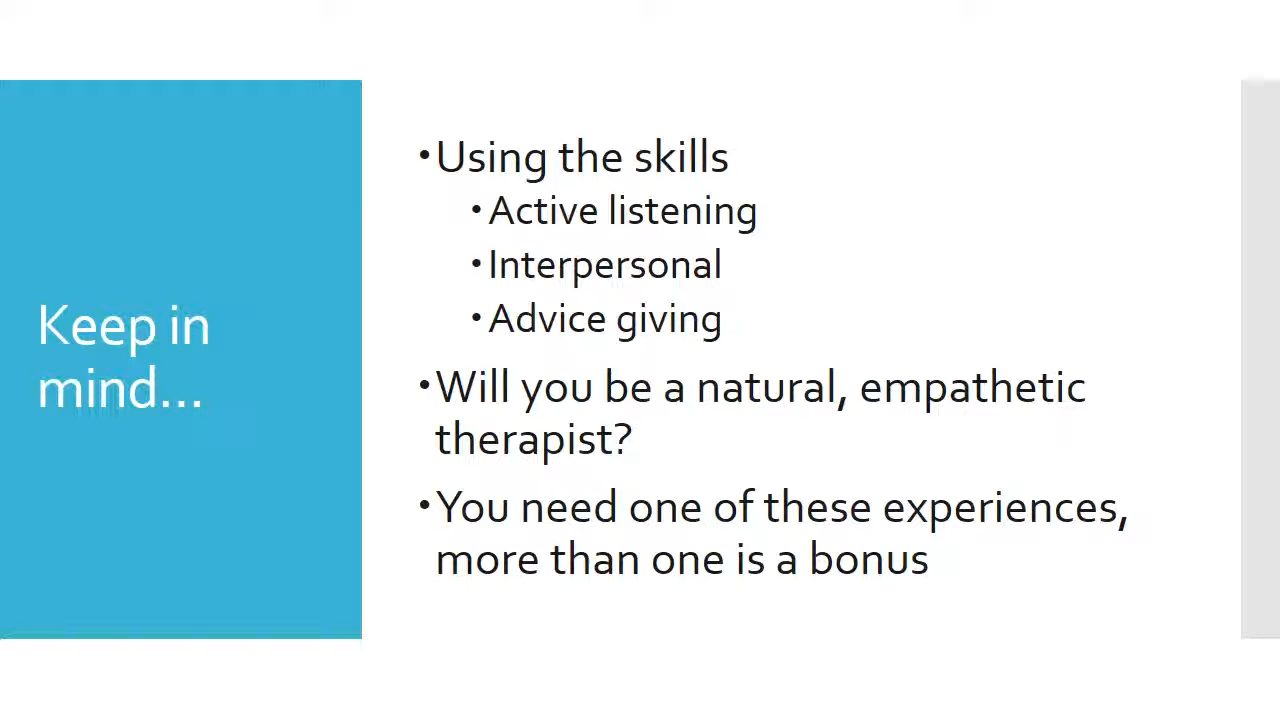 Keep in
mind...
•Using the skills
•Active listening
•Interpersonal
•Advice giving
•Will you be a natural, empathetic
therapist?
•You need one of these experiences,
more than one is a bonus